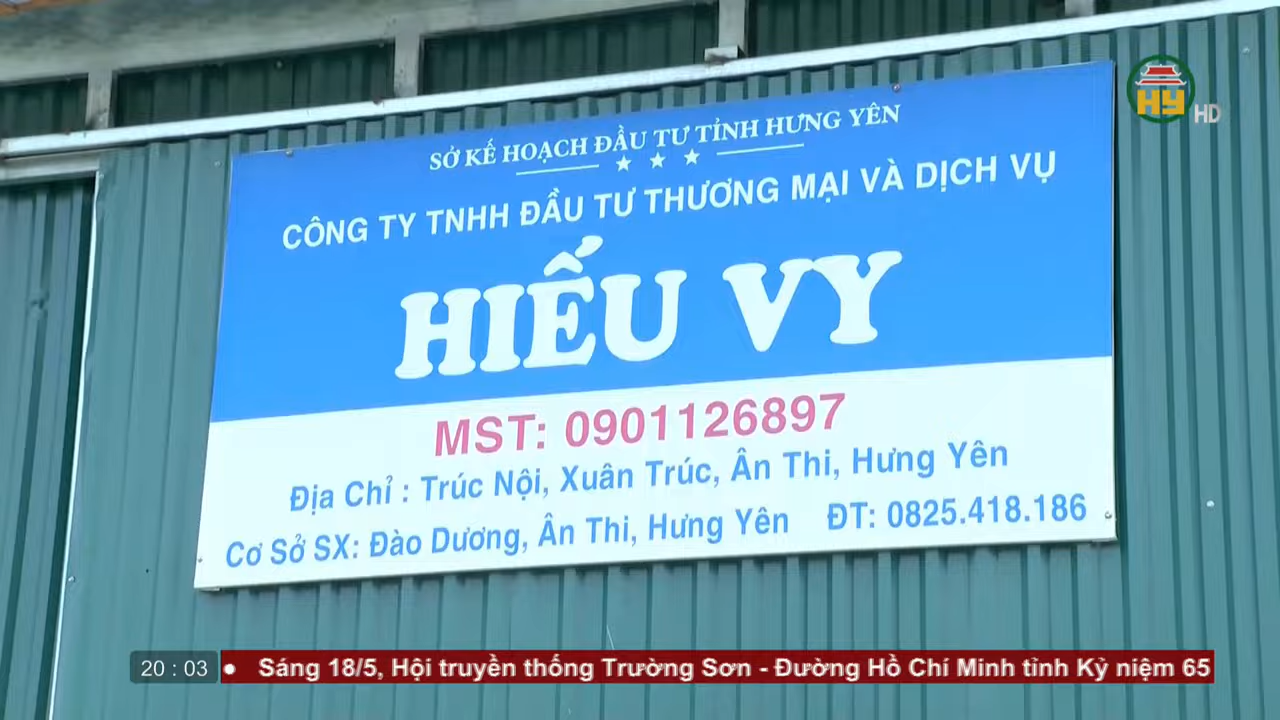 HY HD
SỞ KẾ HOẠCH ĐẦU TƯ TỈNH HƯNG YÊN
CÔNG TY TNHH ĐẦU TƯ THƯƠNG MẠI VÀ DỊCH VỤ
HIẾU VY
MST: 0901126897
Địa Chỉ : Trúc Nội, Xuân Trúc, Ân Thi, Hưng Yên
Cơ Sở SX: Đào Dương, Ân Thi, Hưng Yên ĐT: 0825.418.186
20 : 03 • Sáng 18/5, Hội truyền thống Trường Sơn - Đường Hồ Chí Minh tỉnh Kỷ niệm 65